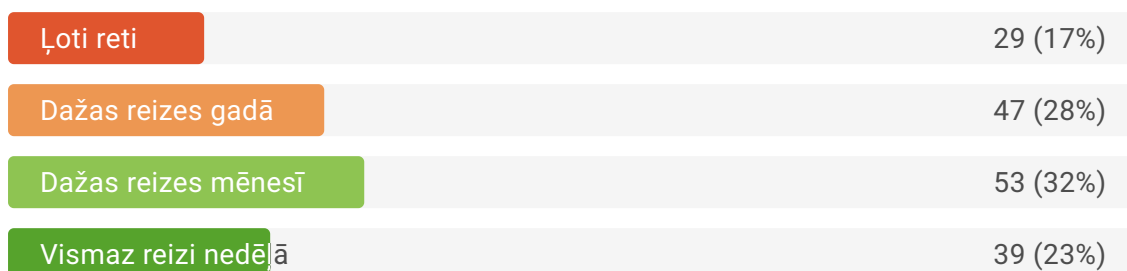 Ļoti reti 29 (17%)
Dažas reizes gadā 47 (28%)
Dažas reizes mēnesī 53 (32%)
Vismaz reizi nedēļā 39 (23%)